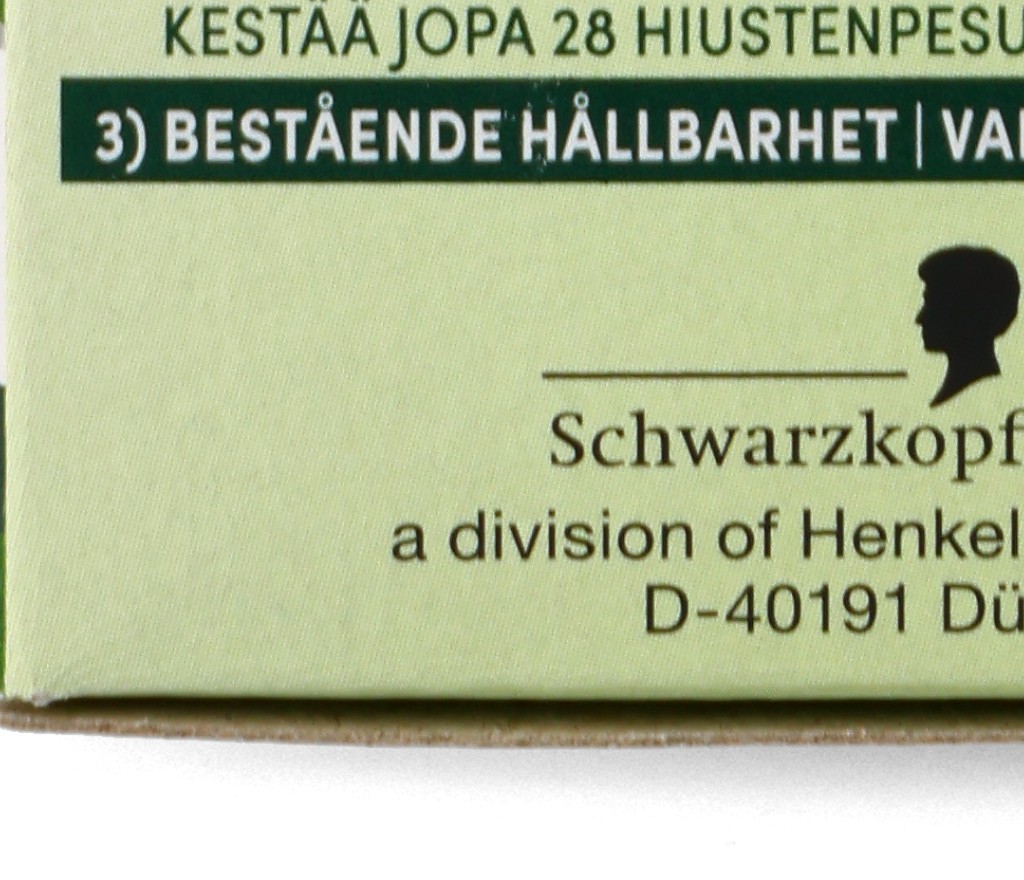 KESTÄÄ JOPA 28 HIUSTENPESU
3) BESTÅENDE HÅLLBARHET | VA
Schwarzkopf
a division of Henkel
D-40191 Dü